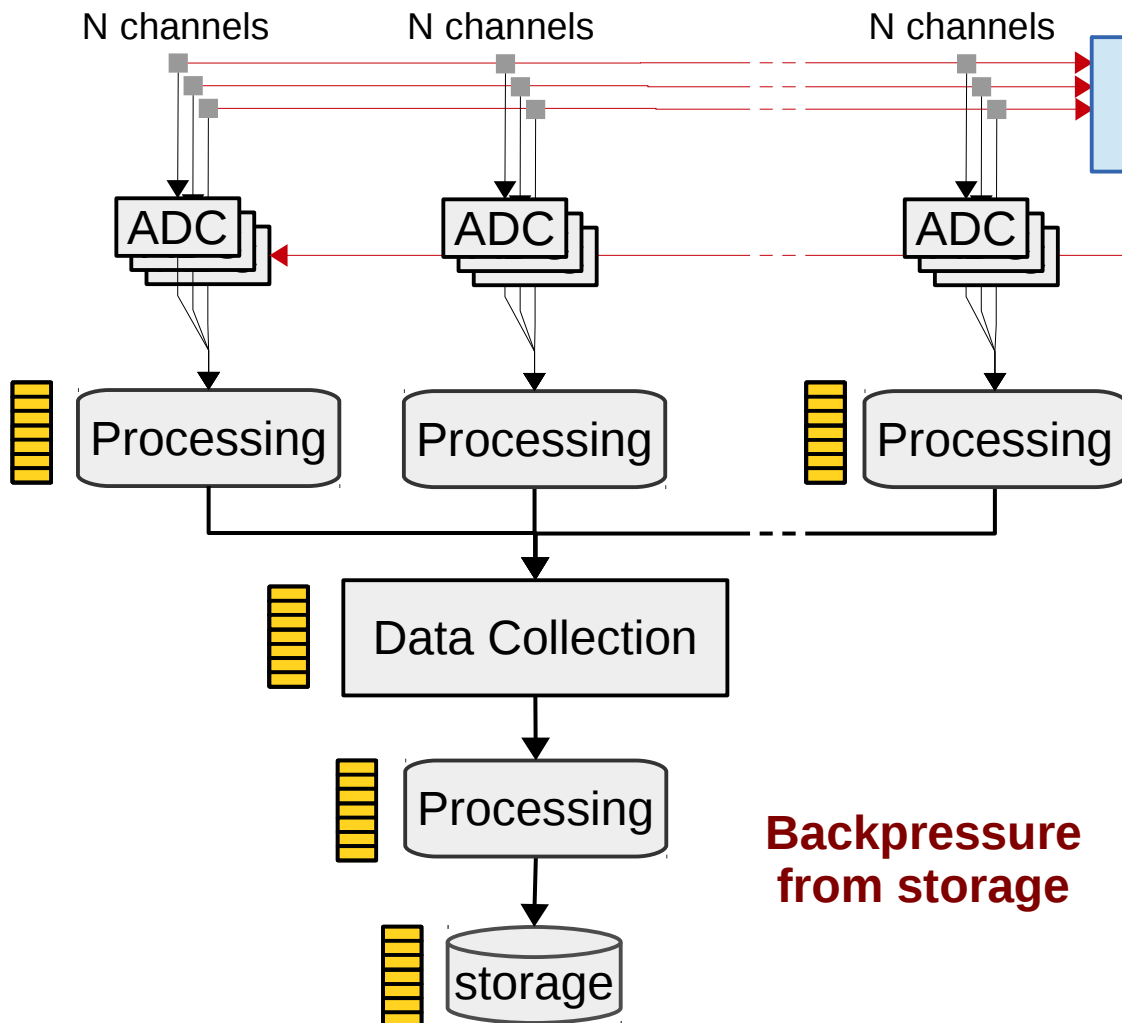 N channels
N channels
N channels
ADC
ADC
ADC
Processing
Processing
Processing
Data Collection
Processing
Backpressure
from storage
storage